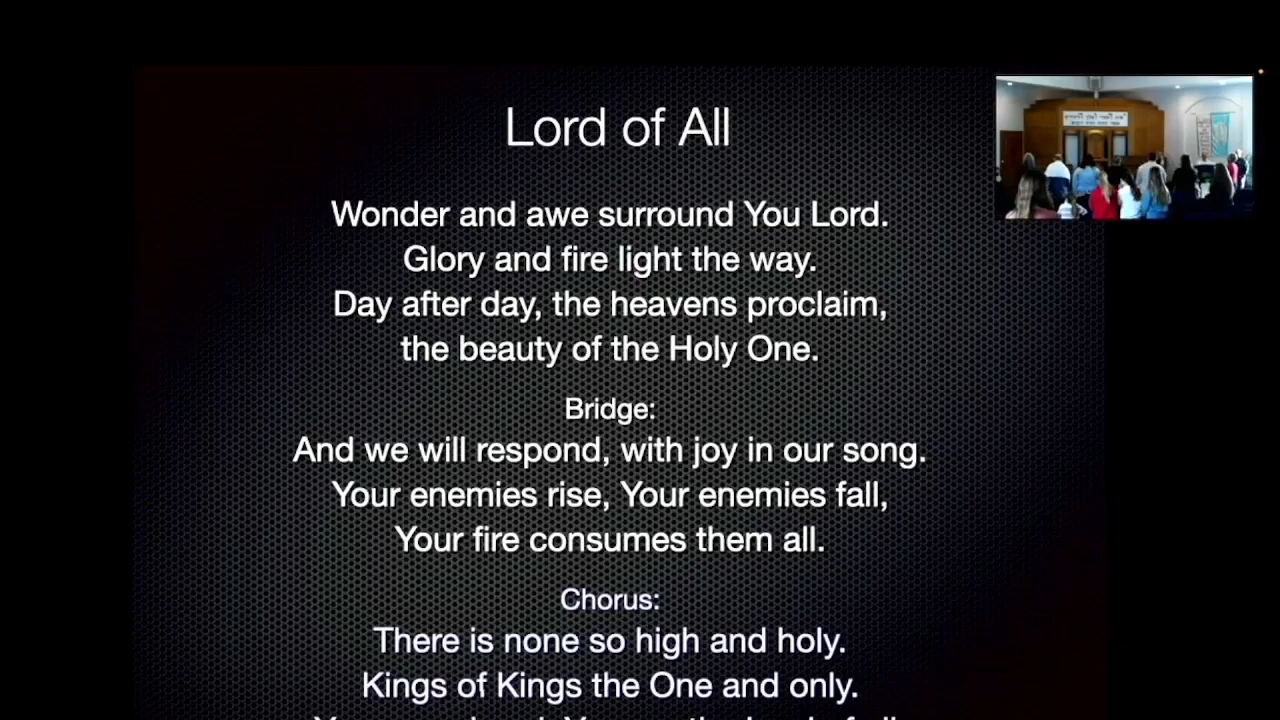 Lord of All
Wonder and awe surround You Lord.
Glory and fire light the way.
Day after day, the heavens proclaim,
the beauty of the Holy One.
Bridge:
And we will respond, with joy in our song.
Your enemies rise, Your enemies fall,
Your fire consumes them all.
Chorus:
There is none so high and holy.
Kings of Kings the One and only.